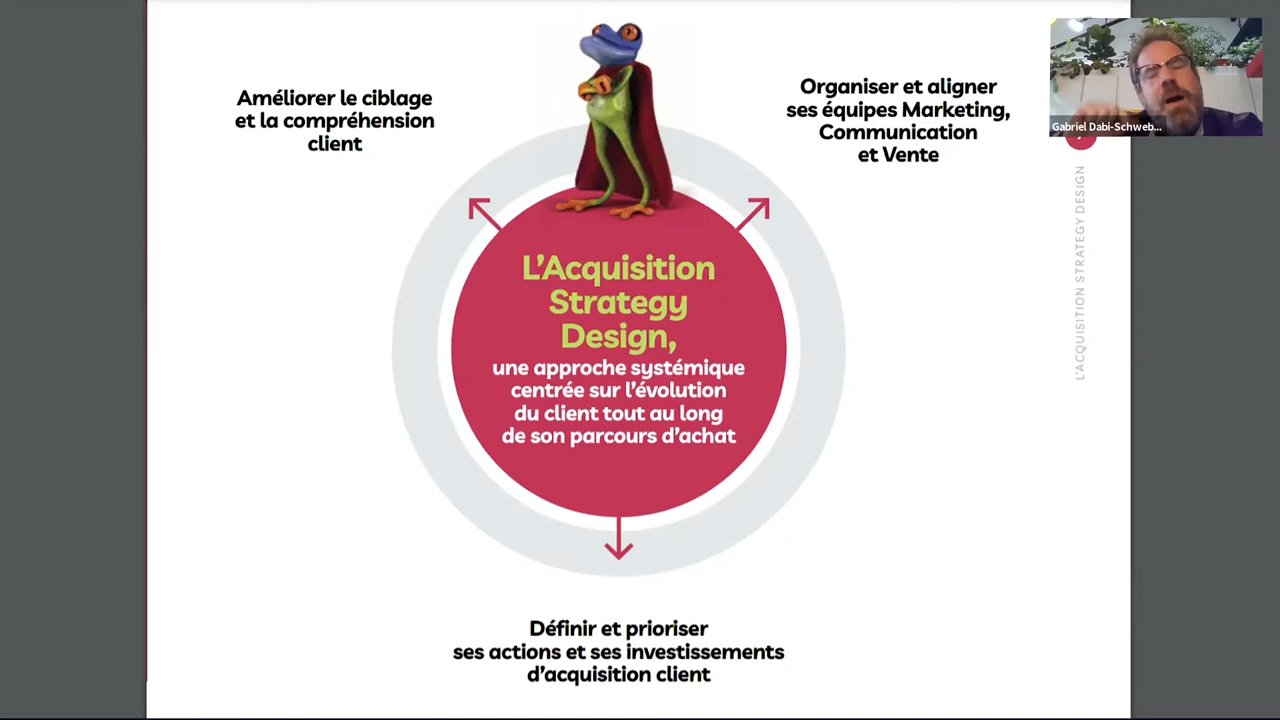 Améliorer le ciblage
et la compréhension
client
Organiser et aligner
ses équipes Marketing,
Communication
et Vente
Gabriel Dabi-Schweb...
L'ACQUISITION STRATEGY DESIGN
L'Acquisition
Strategy
Design,
une approche systémique
centrée sur l'évolution
du client tout au long
de son parcours d'achat
Définir et prioriser
ses actions et ses investissements
d'acquisition client